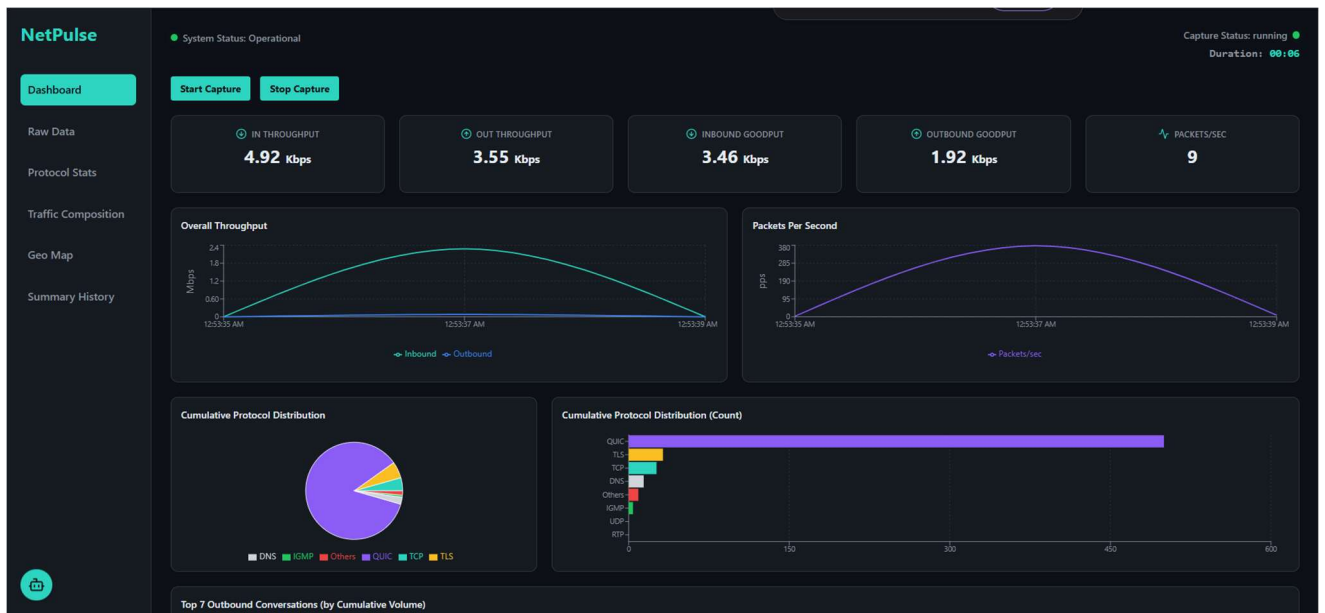 NetPulse
System Status: Operational
Capture Status: running
Duration: 00:06
Dashboard
Raw Data
Protocol Stats
Traffic Composition
Geo Map
Summary History
Start Capture
Stop Capture
IN THROUGHPUT
4.92 Kbps
OUT THROUGHPUT
3.55 Kbps
INBOUND GOODPUT
3.46 Kbps
OUTBOUND GOODPUT
1.92 Kbps
PACKETS/SEC
9
Overall Throughput
2.4
1.8
1.2
0.60
0
Mbps
12:53:35 AM
12:53:37 AM
12:53:39 AM
Inbound
Outbound
Packets Per Second
380
285
190
95
0
pps
12:53:35 AM
12:53:37 AM
12:53:39 AM
Packets/sec
Cumulative Protocol Distribution
DNS IGMP Others QUIC TCP TLS
Cumulative Protocol Distribution (Count)
QUIC
TLS
TCP
DNS
Others
IGMP
UDP
RTP
0 150 300 450 600
Top 7 Outbound Conversations (by Cumulative Volume)